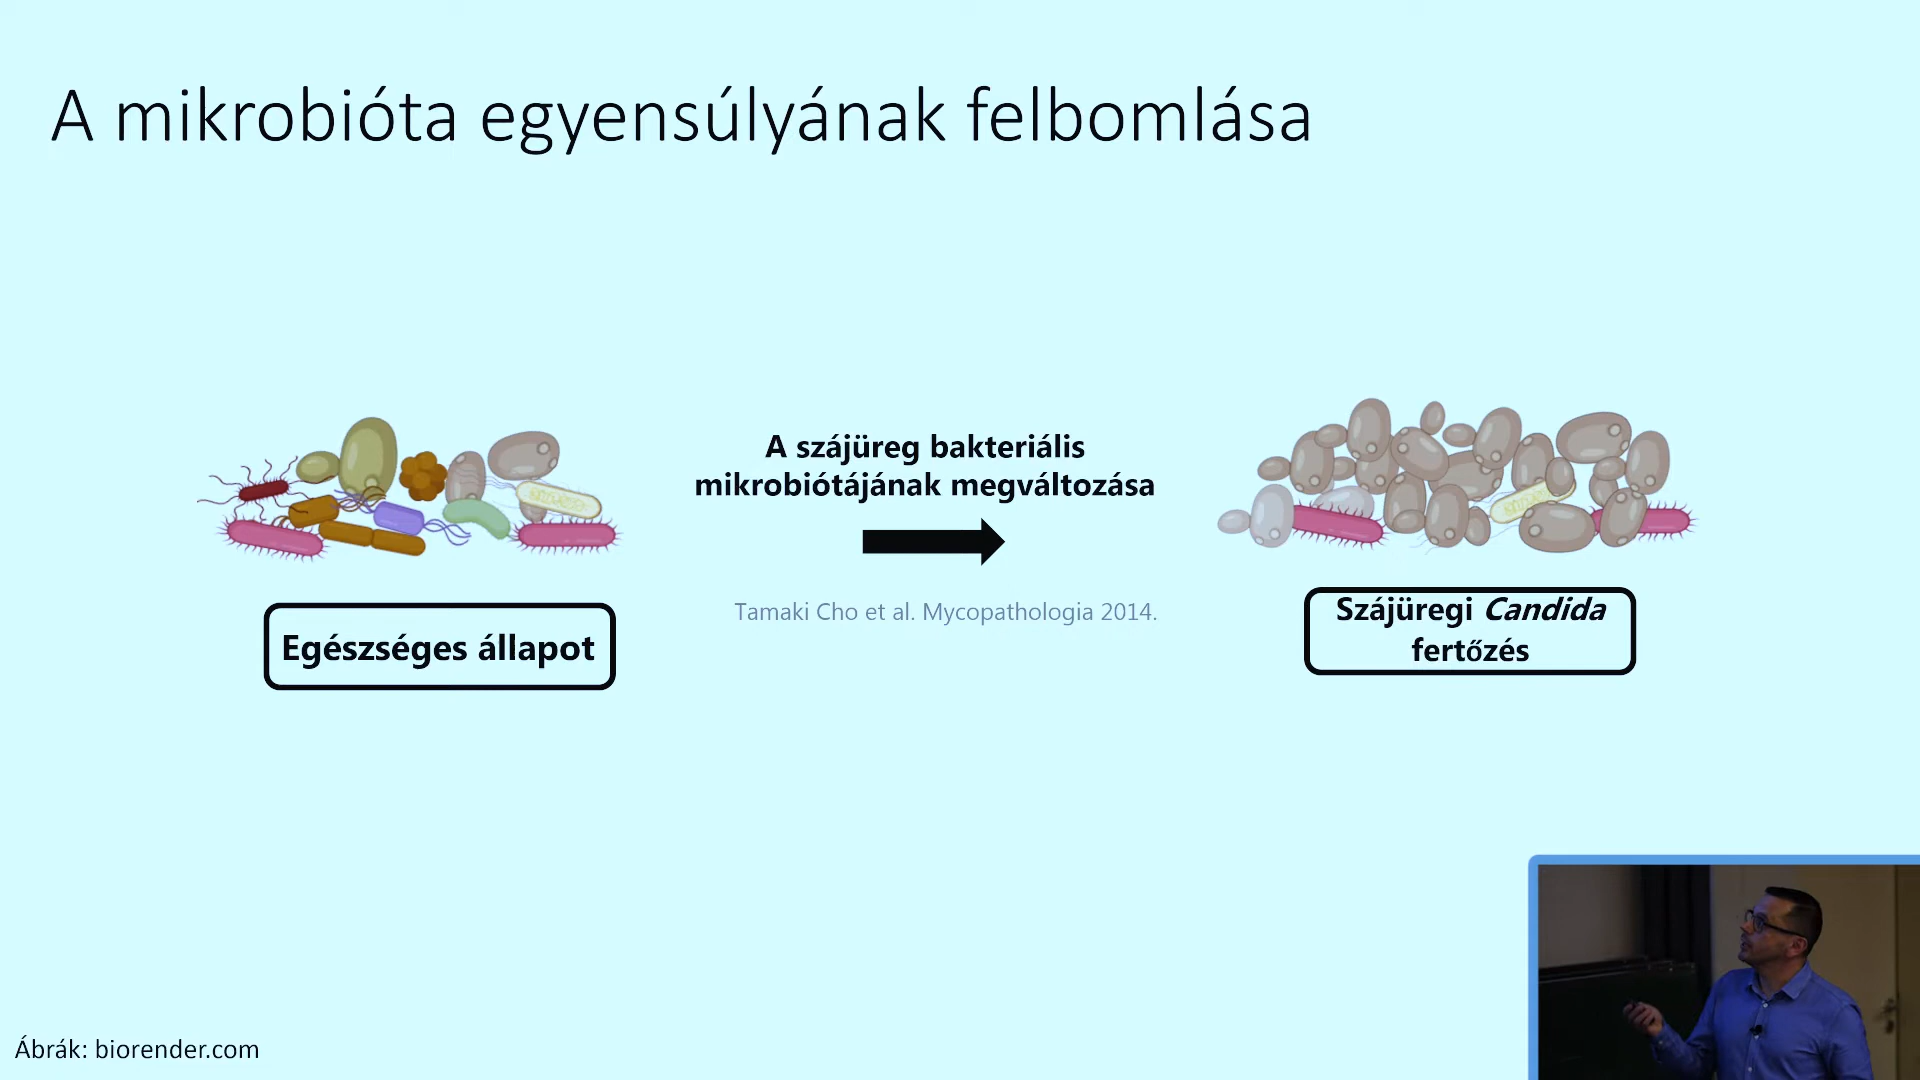 A mikrobióta egyensúlyának felbomlása
A szájüreg bakteriális
mikrobiótájának megváltozása
Tamaki Cho et al. Mycopathologia 2014.
Egészséges állapot
Szájüregi Candida
fertőzés
Ábrák: biorender.com